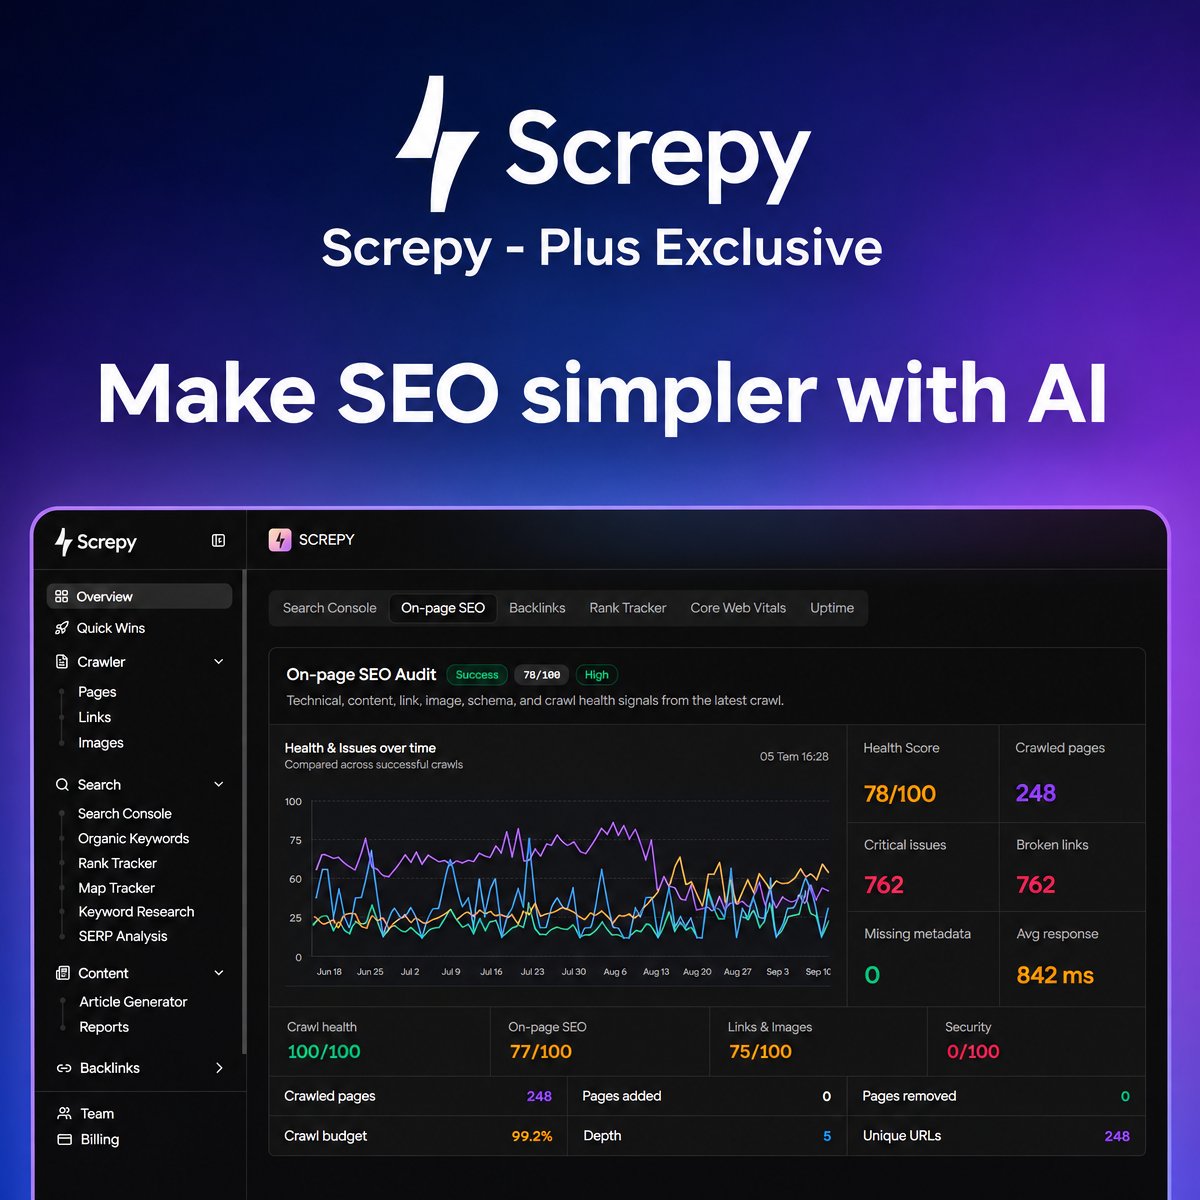 Screpy
Screpy - Plus Exclusive
Make SEO simpler with AI
Screpy
SCREPY
Overview
Quick Wins
Crawler
Pages
Links
Images
Search
Search Console
Organic Keywords
Rank Tracker
Map Tracker
Keyword Research
SERP Analysis
Content
Article Generator
Reports
Backlinks
Team
Billing
Search Console On-page SEO Backlinks Rank Tracker Core Web Vitals Uptime
On-page SEO Audit Success 78/100 High
Technical, content, link, image, schema, and crawl health signals from the latest crawl.
Health & Issues over time
Compared across successful crawls
05 Tem 16:28
100
75
60
25
0
Jun 18 Jun 25 Jul 2 Jul 9 Jul 16 Jul 23 Jul 30 Aug 6 Aug 13 Aug 20 Aug 27 Sep 3 Sep 10
Health Score
78/100
Crawled pages
248
Critical issues
762
Broken links
762
Missing metadata
0
Avg response
842 ms
Crawl health
100/100
On-page SEO
77/100
Links & Images
75/100
Security
0/100
Crawled pages 248
Pages added 0
Pages removed 0
Crawl budget 99.2%
Depth 5
Unique URLs 248